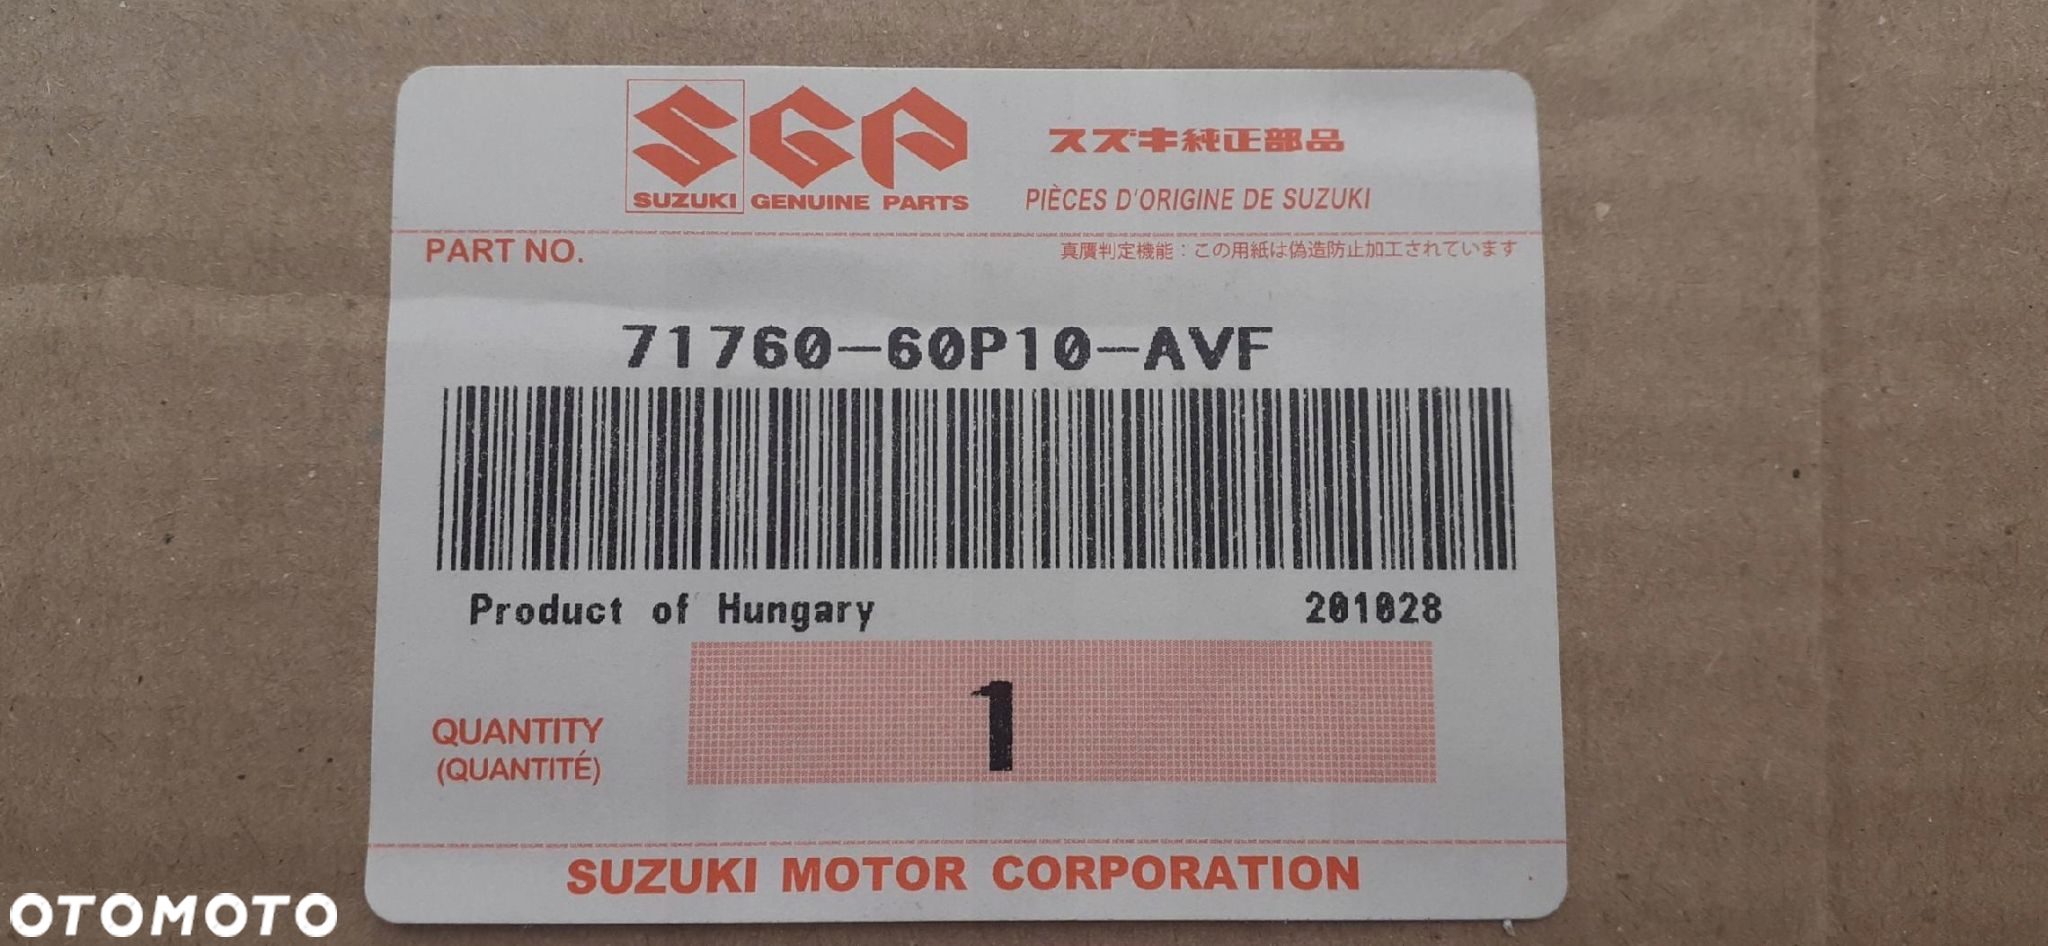 SGP
スズキ純正部品
SUZUKI GENUINE PARTS
PIÈCES D'ORIGINE DE SUZUKI
PART NO.
真贋判定機能：この用紙は偽造防止加工されています
71760-60P10-AVF
Product of Hungary
201028
1
QUANTITY
(QUANTITÉ)
SUZUKI MOTOR CORPORATION
OTOMOTO